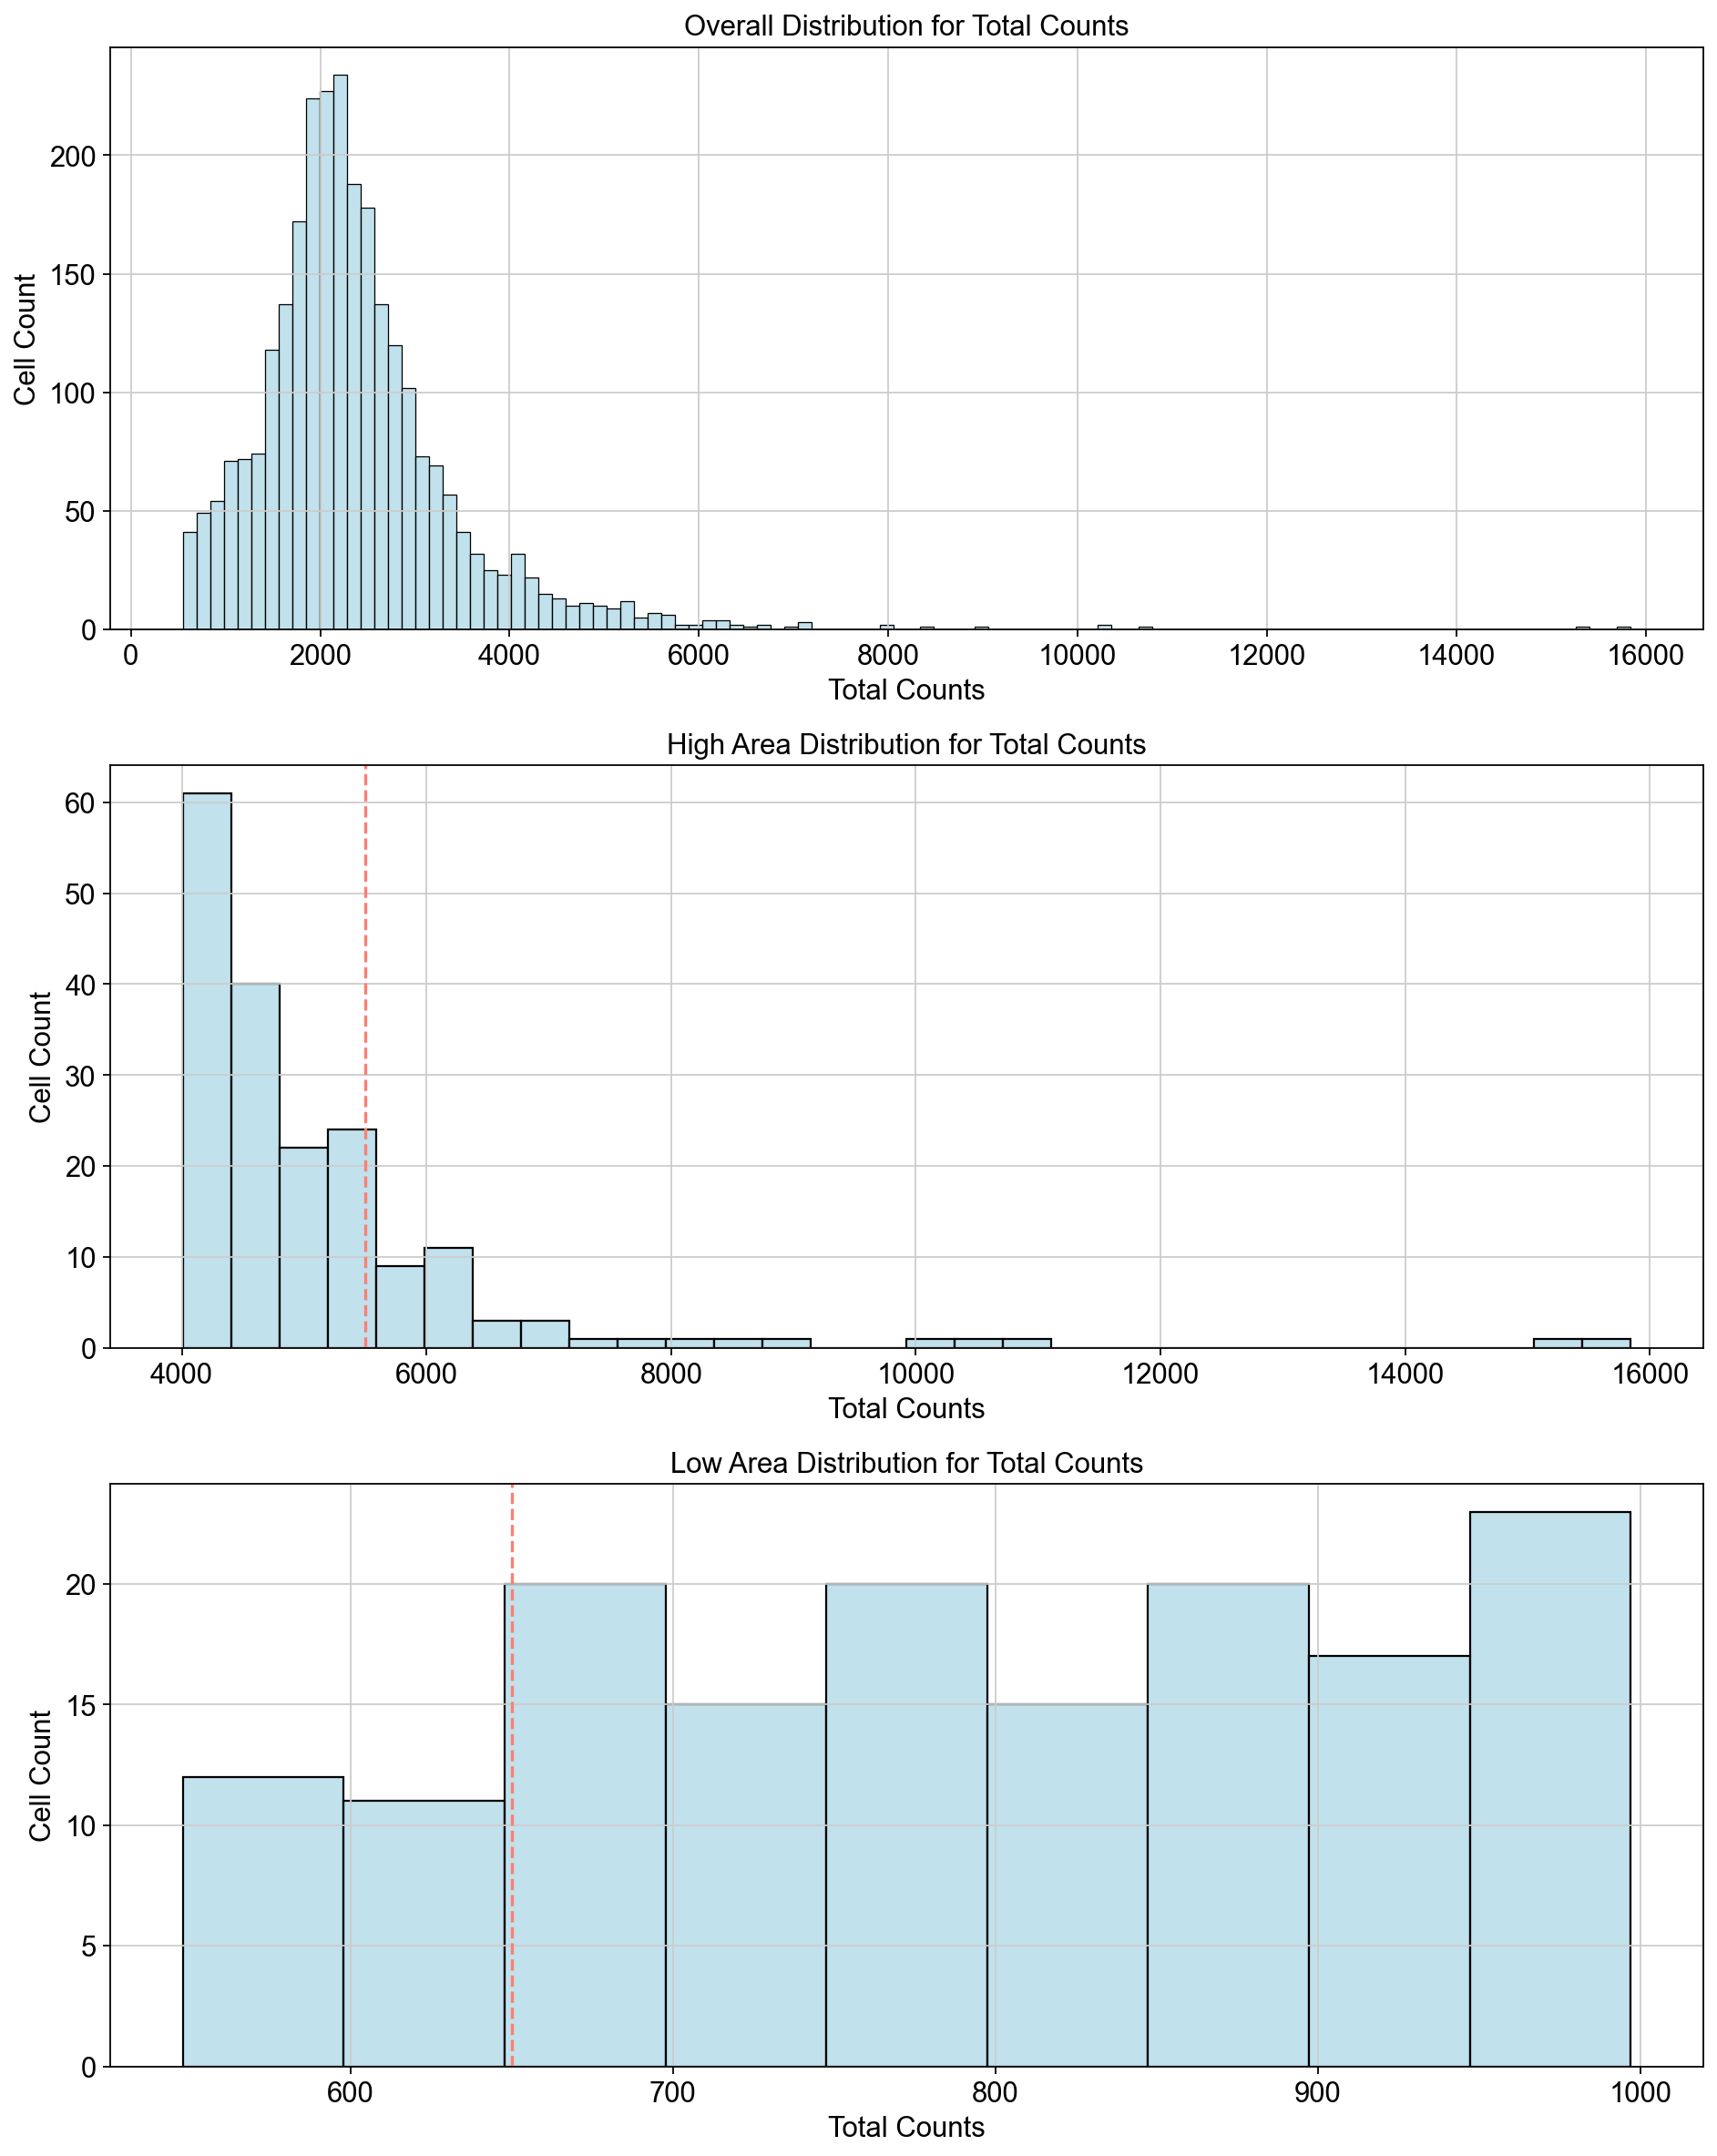 Overall Distribution for Total Counts
Cell Count
200
150
100
50
0
0 2000 4000 6000 8000 10000 12000 14000 16000
Total Counts
High Area Distribution for Total Counts
Cell Count
60
50
40
30
20
10
0
4000 6000 8000 10000 12000 14000 16000
Total Counts
Low Area Distribution for Total Counts
Cell Count
20
15
10
5
0
600 700 800 900 1000
Total Counts